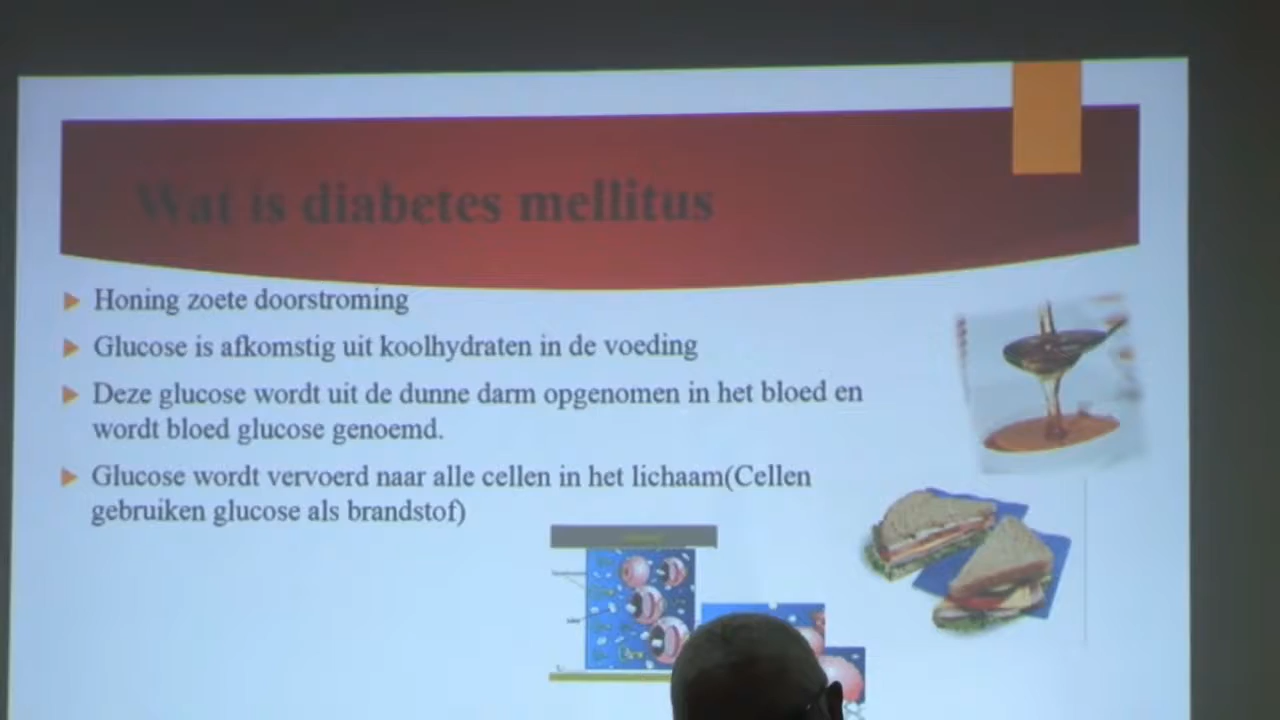 Wat is diabetes mellitus
Honing zoete doorstroming
Glucose is afkomstig uit koolhydraten in de voeding
Deze glucose wordt uit de dunne darm opgenomen in het bloed en
wordt bloed glucose genoemd.
Glucose wordt vervoerd naar alle cellen in het lichaam(Cellen
gebruiken glucose als brandstof)